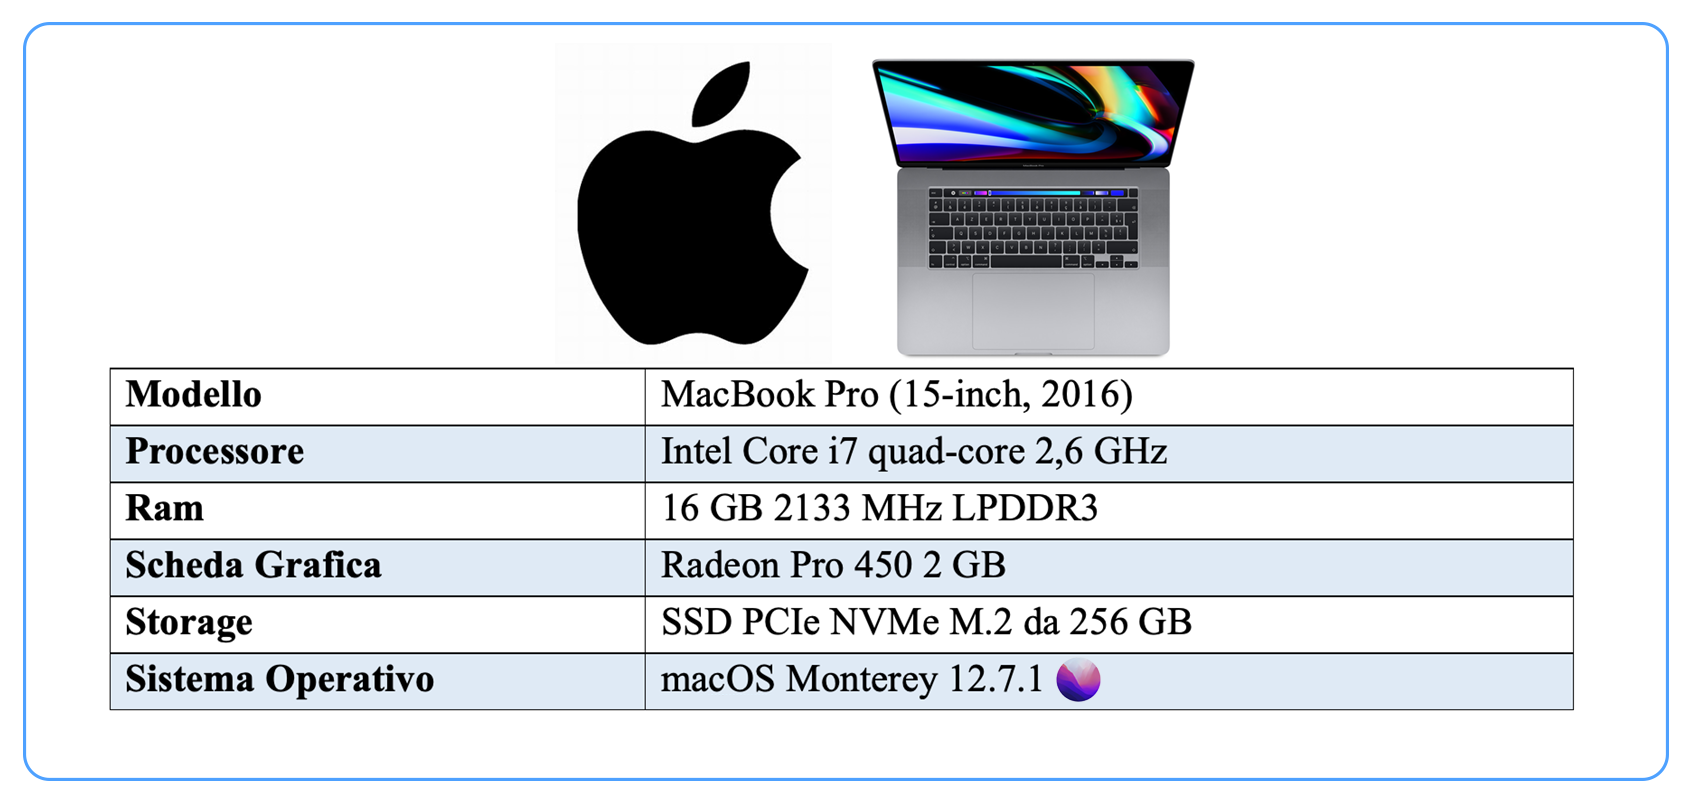 Modello MacBook Pro (15-inch, 2016)
Processore Intel Core i7 quad-core 2,6 GHz
Ram 16 GB 2133 MHz LPDDR3
Scheda Grafica Radeon Pro 450 2 GB
Storage SSD PCIe NVMe M.2 da 256 GB
Sistema Operativo macOS Monterey 12.7.1